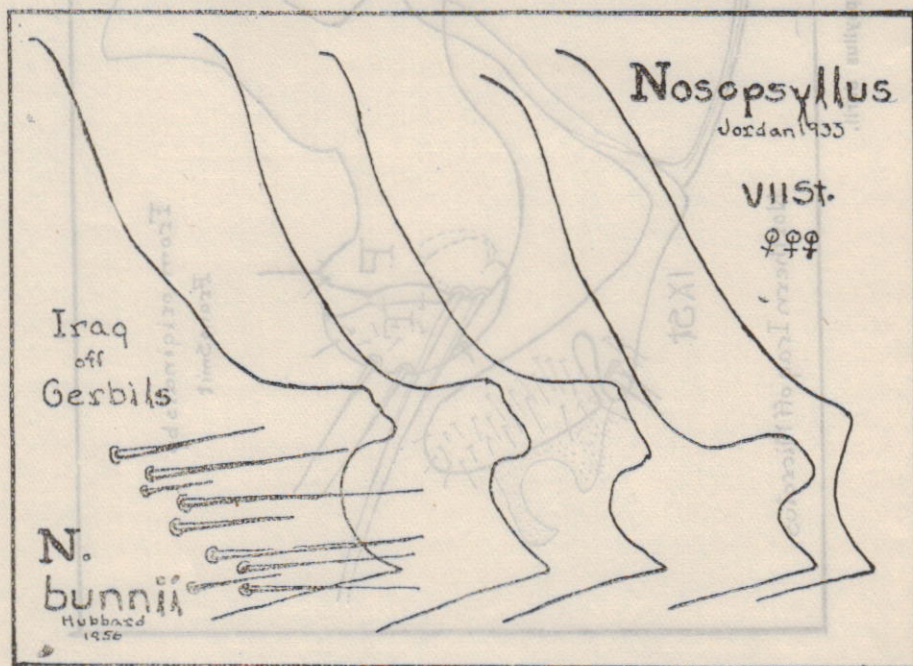 Nosopsyllus
Jordan 1933
VIISt.
♀♀♀
Iraq
off
Gerbils
N.
bunnii
Hubbard
1956